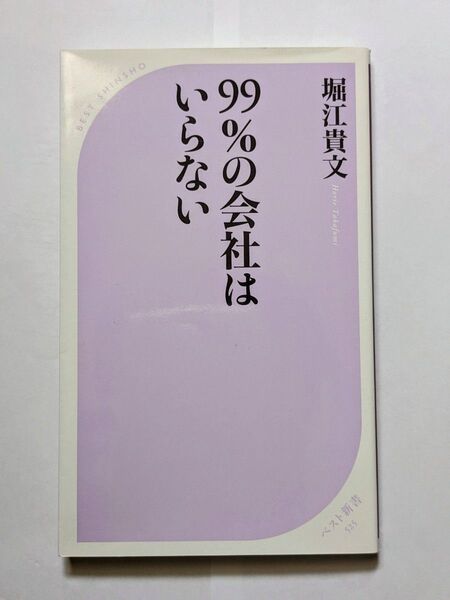 BEST SHINSHO
堀江貴文
Horie Takafumi
99%の会社は
いらない
ベスト新書
525